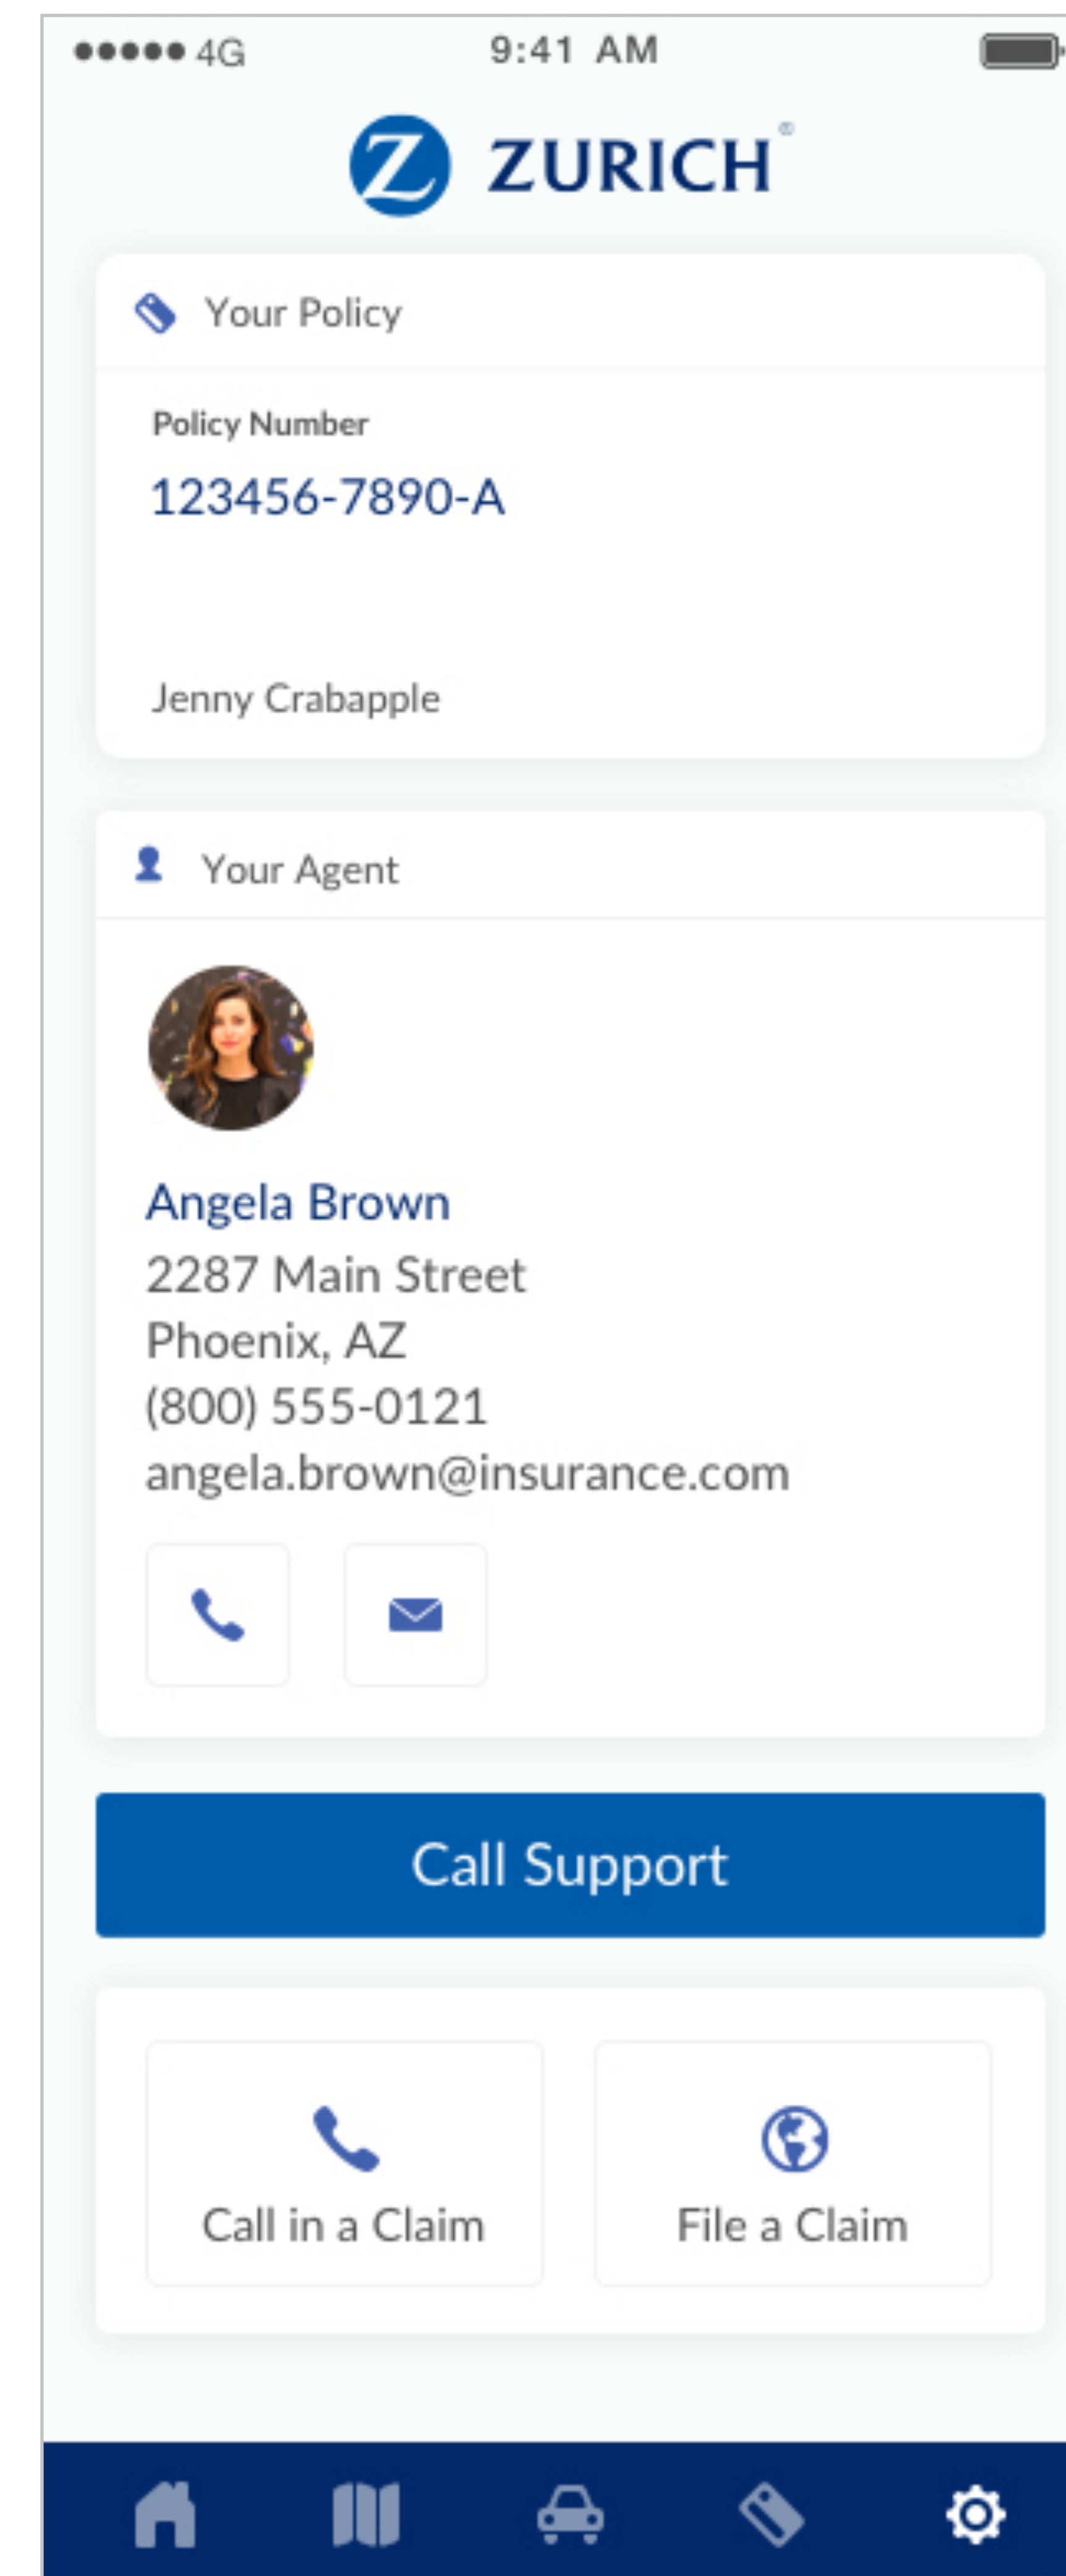 4G 9:41 AM
Z ZURICH®
Your Policy
Policy Number
123456-7890-A
Jenny Crabapple
Your Agent
Angela Brown
2287 Main Street
Phoenix, AZ
(800) 555-0121
angela.brown@insurance.com
Call Support
Call in a Claim
File a Claim